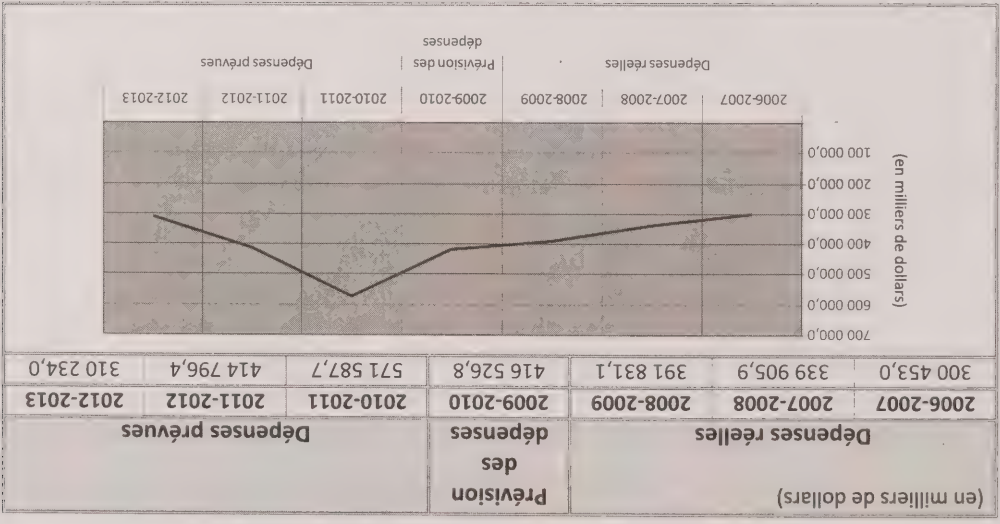 (en milliers de dollars)
Dépenses réelles
Prévision
des
dépenses
Dépenses prévues
2006-2007 2007-2008 2008-2009 2009-2010 2010-2011 2011-2012 2012-2013
300 453,0 339 905,9 391 831,1 416 526,8 571 587,7 414 796,4 310 234,0
700 000,0
600 000,0
500 000,0
400 000,0
300 000,0
200 000,0
100 000,0
(en milliers de dollars)
2006-2007 2007-2008 2008-2009 2009-2010 2010-2011 2011-2012 2012-2013
Dépenses réelles
Prévision des
dépenses
Dépenses prévues